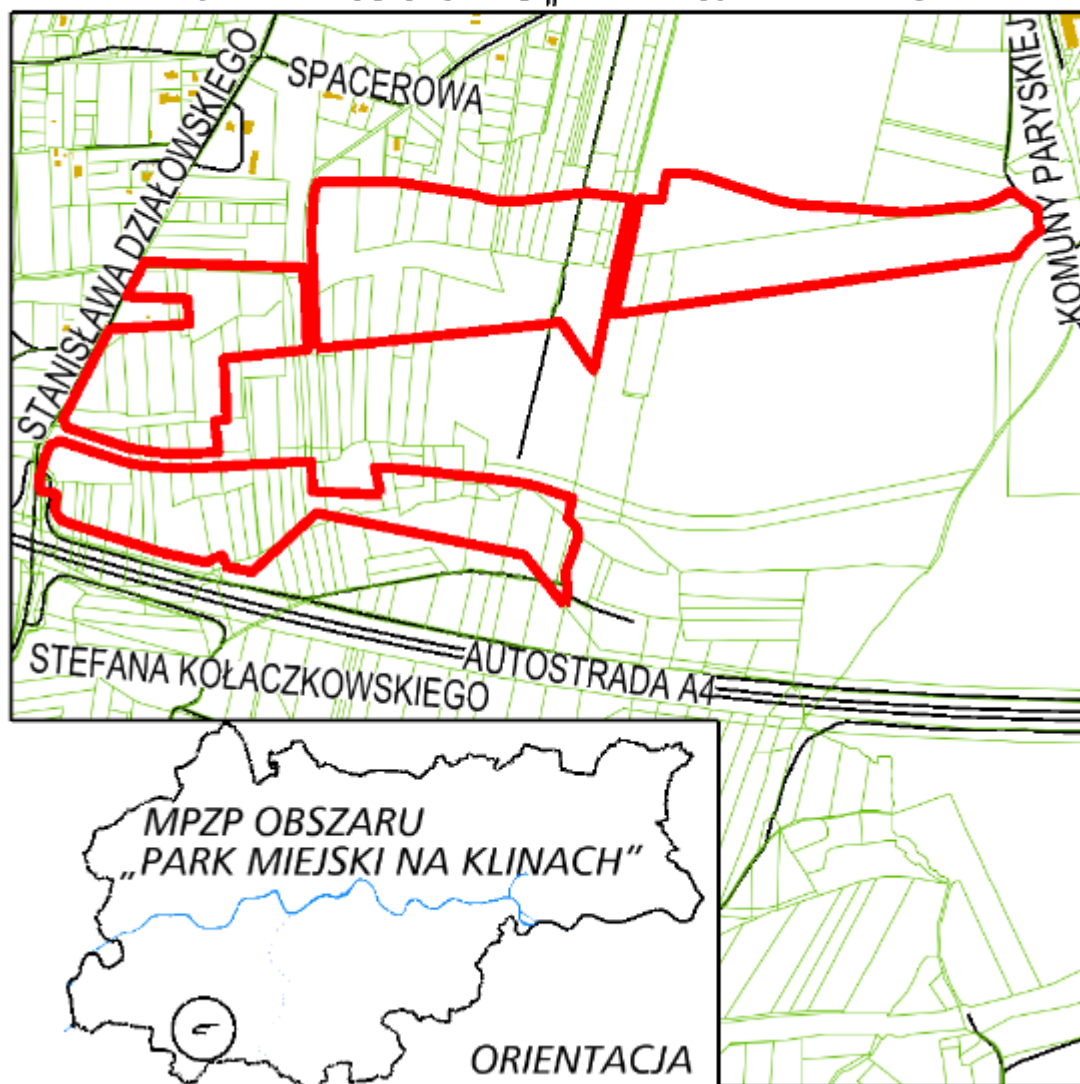 SPACEROWA
STANISŁAWA DZIAŁOWSKIEGO
KOMUNY PARYSKIEJ
AUTOSTRADA A4
STEFANA KOŁACZKOWSKIEGO
MPZP OBSZARU
„PARK MIEJSKI NA KLINACH”
ORIENTACJA